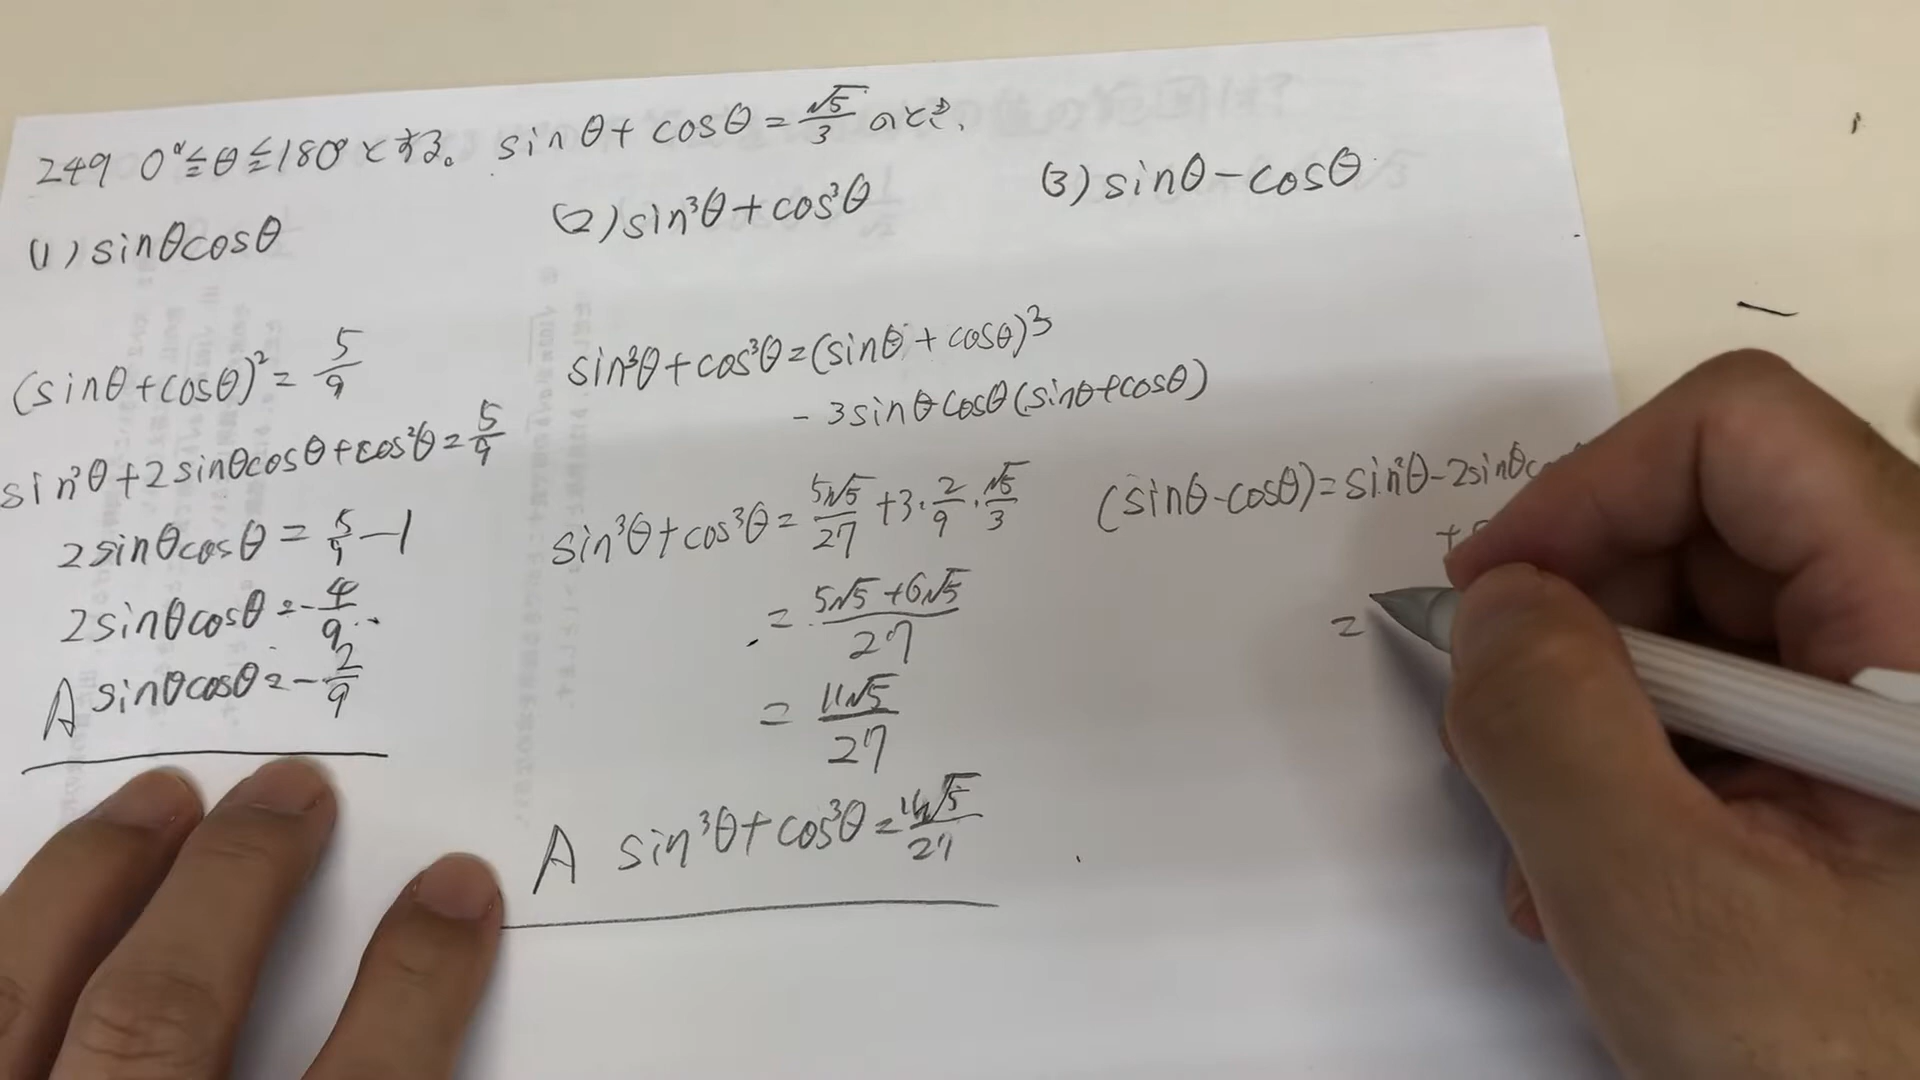 249 0°≦θ≦180°とする。 sinθ+cosθ=√5/3 のとき、
(1) sinθcosθ
(2) sin³θ+cos³θ
(3) sinθ-cosθ
(sinθ+cosθ)²=5/9
sin²θ+2sinθcosθ+cos²θ=5/9
2sinθcosθ=5/9-1
2sinθcosθ=-4/9
A sinθcosθ=-2/9
sin³θ+cos³θ=(sinθ+cosθ)³
-3sinθcosθ(sinθ+cosθ)
sin³θ+cos³θ=5√5/27+3・2/9・√5/3
=5√5+6√5/27
=11√5/27
A sin³θ+cos³θ=11√5/27
(sinθ-cosθ)=sin²θ-2sinθ
+
=